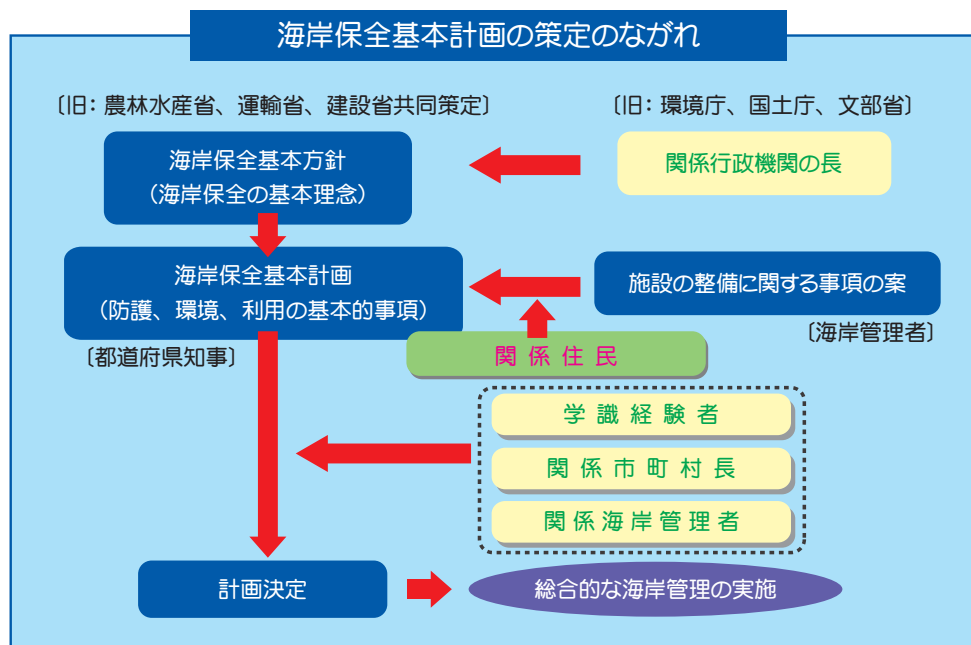 海岸保全基本計画の策定のながれ
〔旧：農林水産省、運輸省、建設省共同策定〕
〔旧：環境庁、国土庁、文部省〕
海岸保全基本方針
（海岸保全の基本理念）
関係行政機関の長
海岸保全基本計画
（防護、環境、利用の基本的事項）
施設の整備に関する事項の案
〔海岸管理者〕
〔都道府県知事〕
関係住民
学識経験者
関係市町村長
関係海岸管理者
計画決定
総合的な海岸管理の実施